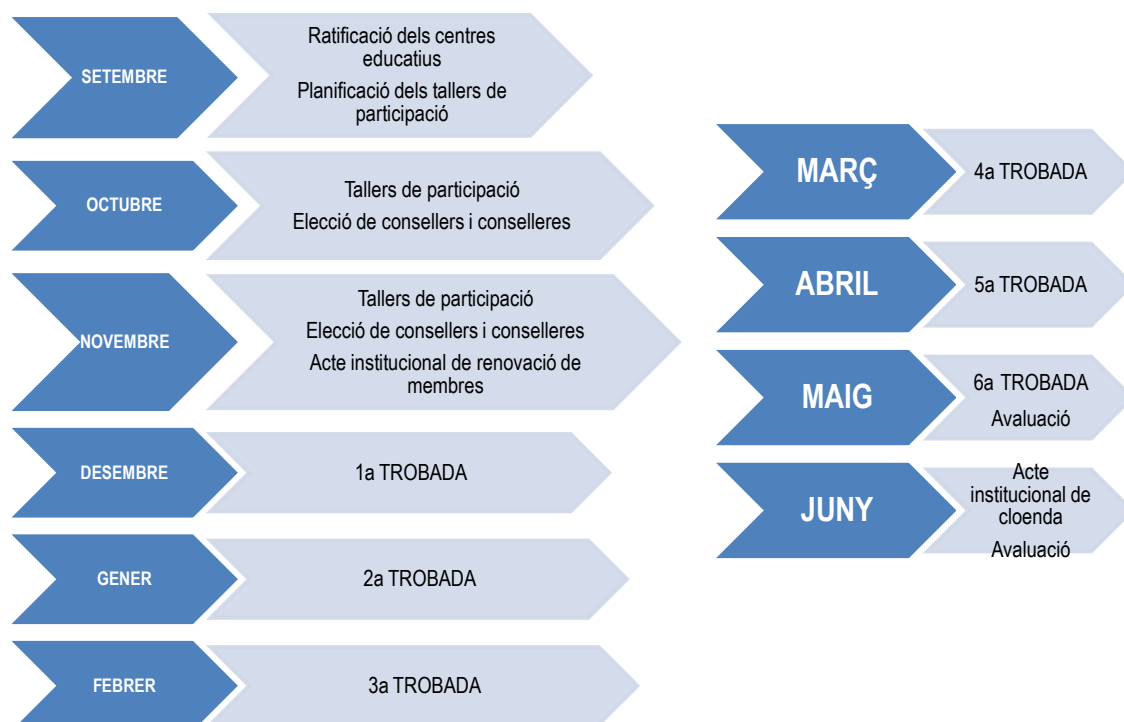 SETEMBRE
Ratificació dels centres
educatius
Planificació dels tallers de
participació
OCTUBRE
Tallers de participació
Elecció de consellers i conselleres
NOVEMBRE
Tallers de participació
Elecció de consellers i conselleres
Acte institucional de renovació de
membres
DESEMBRE
1a TROBADA
GENER
2a TROBADA
FEBRER
3a TROBADA
MARÇ
4a TROBADA
ABRIL
5a TROBADA
MAIG
6a TROBADA
Avaluació
JUNY
Acte
institucional de
cloenda
Avaluació